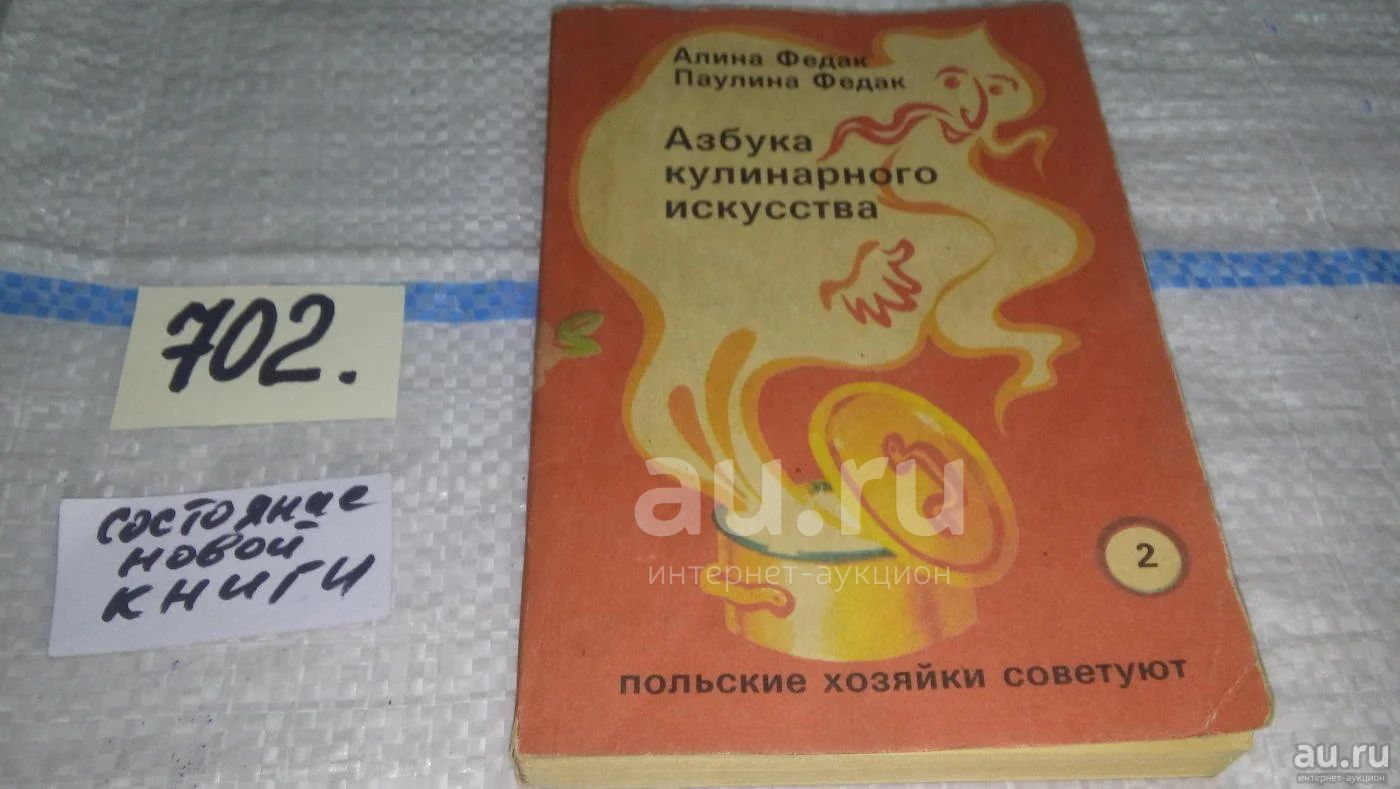 Алина Федак
Паулина Федак
Азбука
кулинарного
искусства
702.
состояние
новой
книги
au.ru
интернет-аукцион
2
польские хозяйки советуют
au.ru
интернет-аукцион